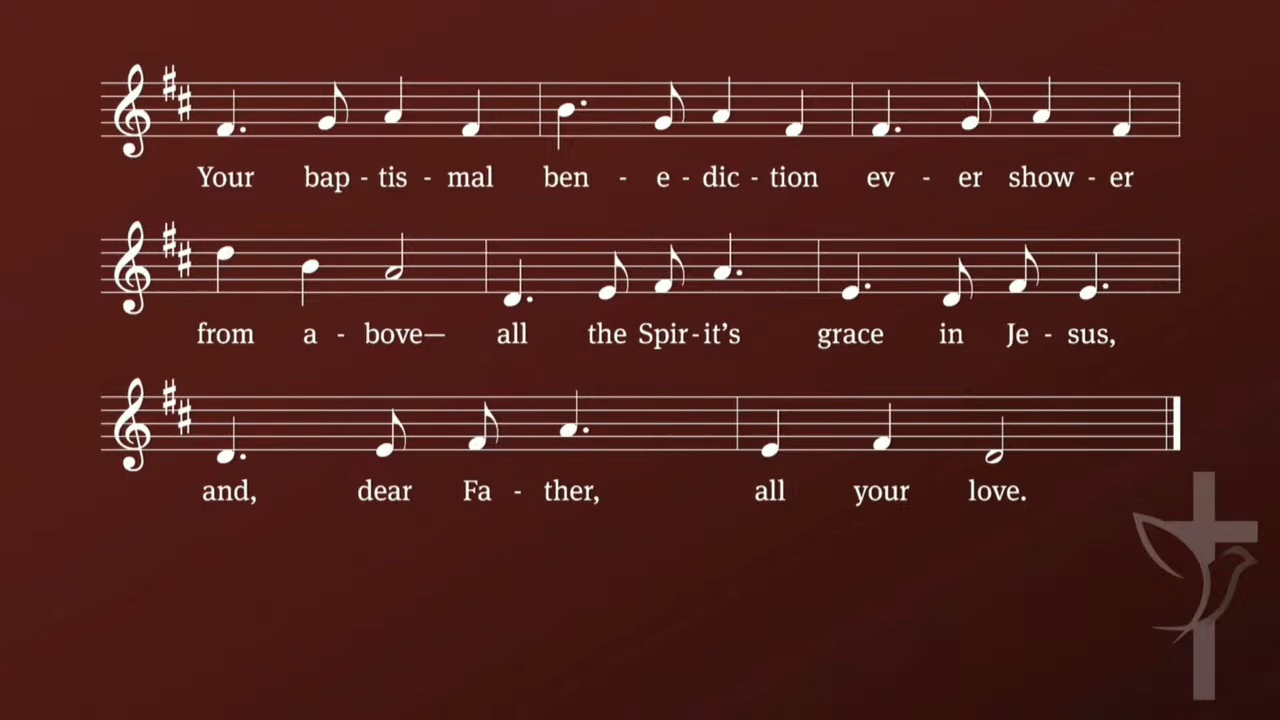 Your bap - tis - mal ben - e - dic - tion ev - er show - er
from a - bove— all the Spir - it’s grace in Je - sus,
and, dear Fa - ther, all your love.